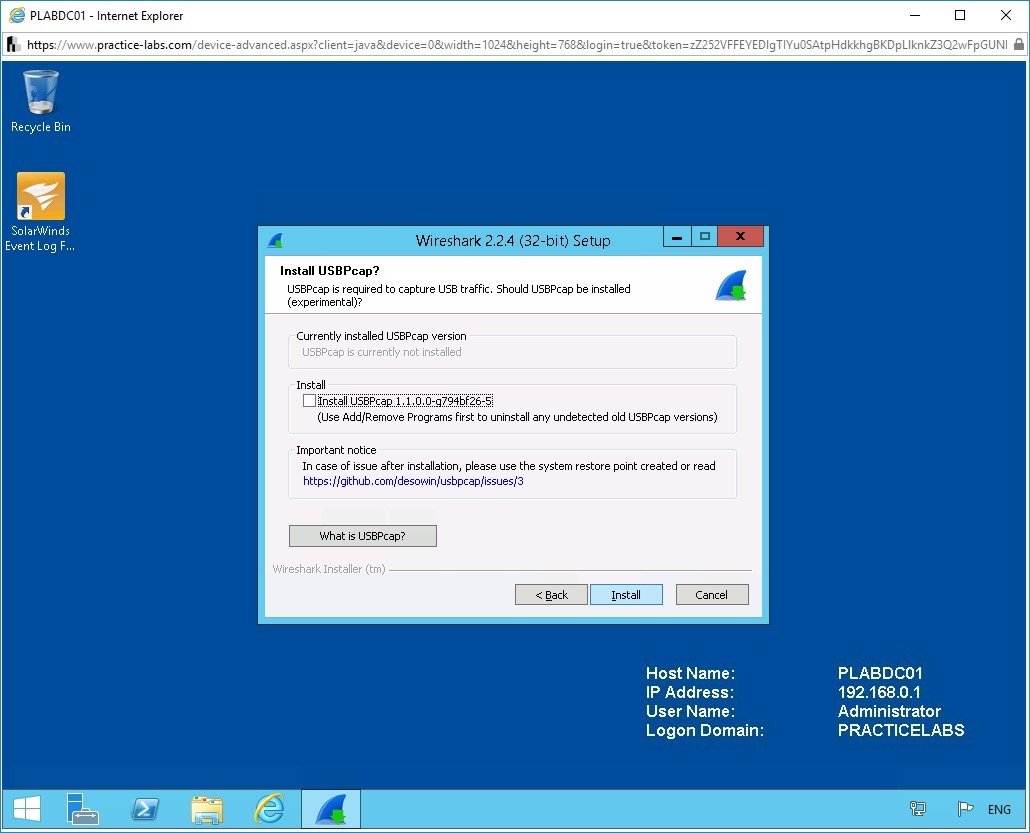 PLABDC01 - Internet Explorer
https://www.practice-labs.com/device-advanced.aspx?client=java&device=0&width=1024&height=768&login=true&token=zZ252VFFEYEDIgTlYu0SAtpHdkkhgBKDpLlknkZ3Q2wFpGUNI
Recycle Bin
SolarWinds
Event Log F...
Wireshark 2.2.4 (32-bit) Setup
Install USBPcap?
USBPcap is required to capture USB traffic. Should USBPcap be installed
(experimental)?
Currently installed USBPcap version
USBPcap is currently not installed
Install
Install USBPcap 1.1.0.0-g794bf26-5
(Use Add/Remove Programs first to uninstall any undetected old USBPcap versions)
Important notice
In case of issue after installation, please use the system restore point created or read
https://github.com/desowin/usbpcap/issues/3
What is USBPcap?
Wireshark Installer (tm)
< Back
Install
Cancel
Host Name: PLABDC01
IP Address: 192.168.0.1
User Name: Administrator
Logon Domain: PRACTICELABS
ENG